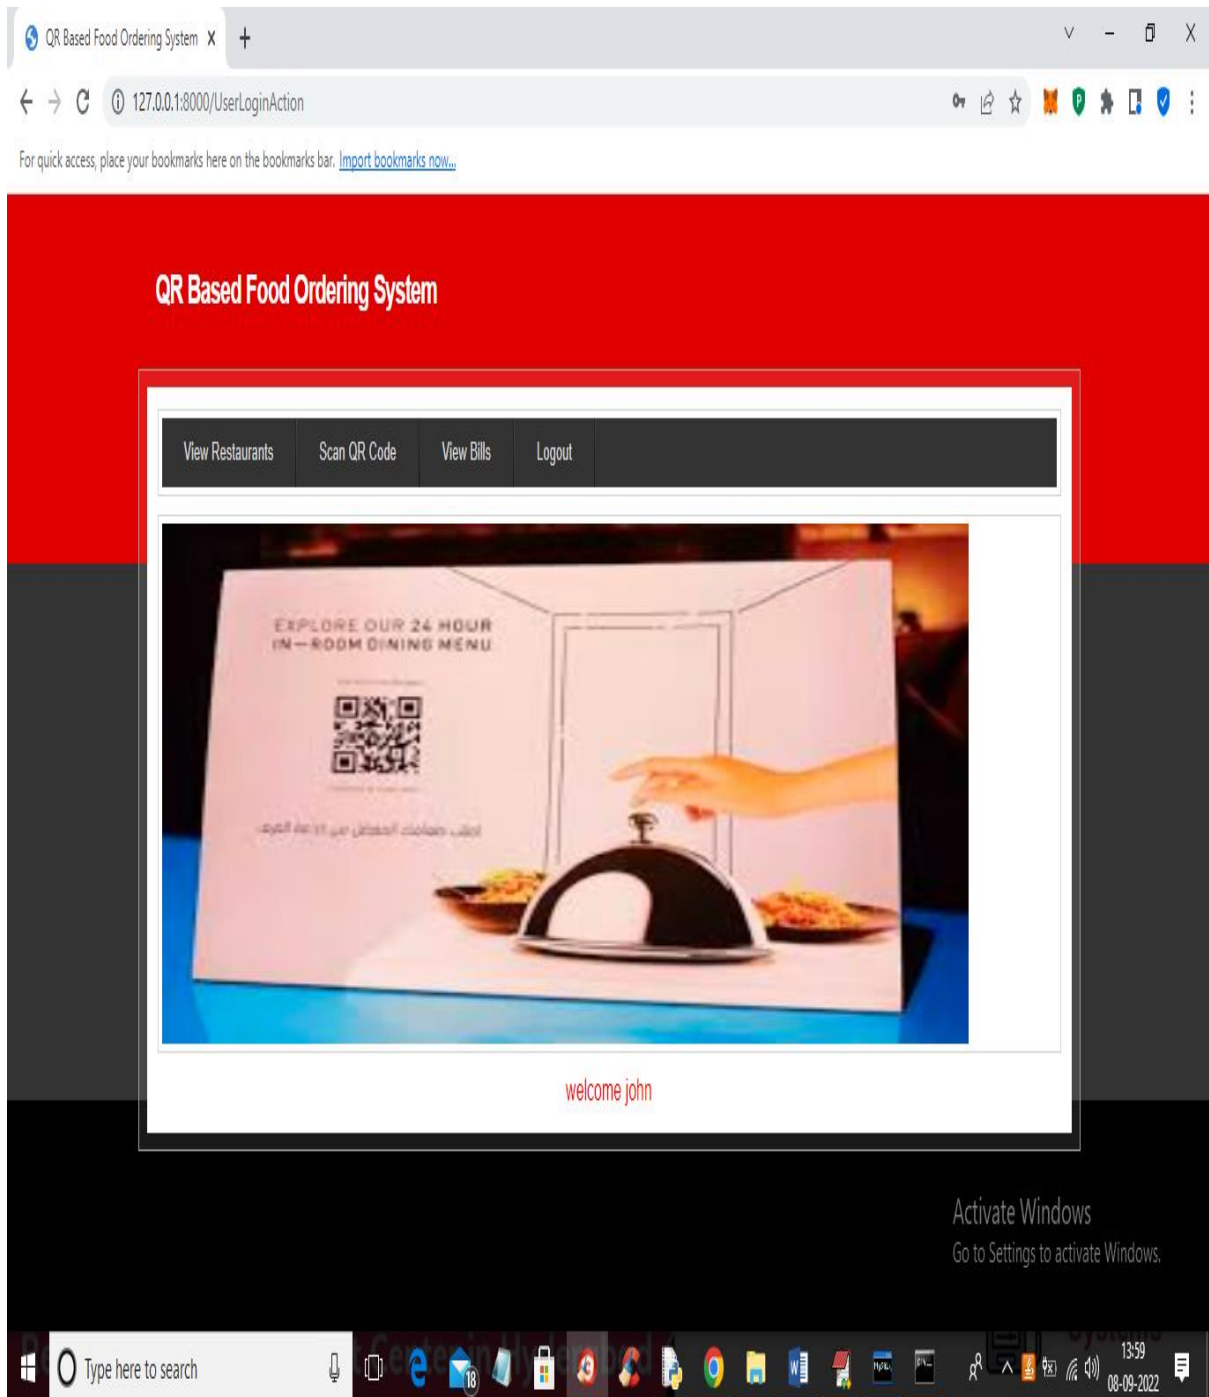 QR Based Food Ordering System
127.0.0.1:8000/UserLoginAction
For quick access, place your bookmarks here on the bookmarks bar. Import bookmarks now...
QR Based Food Ordering System
View Restaurants
Scan QR Code
View Bills
Logout
EXPLORE OUR 24 HOUR
IN-ROOM DINING MENU
welcome john
Activate Windows
Go to Settings to activate Windows.
Type here to search
18
13:59
08-09-2022